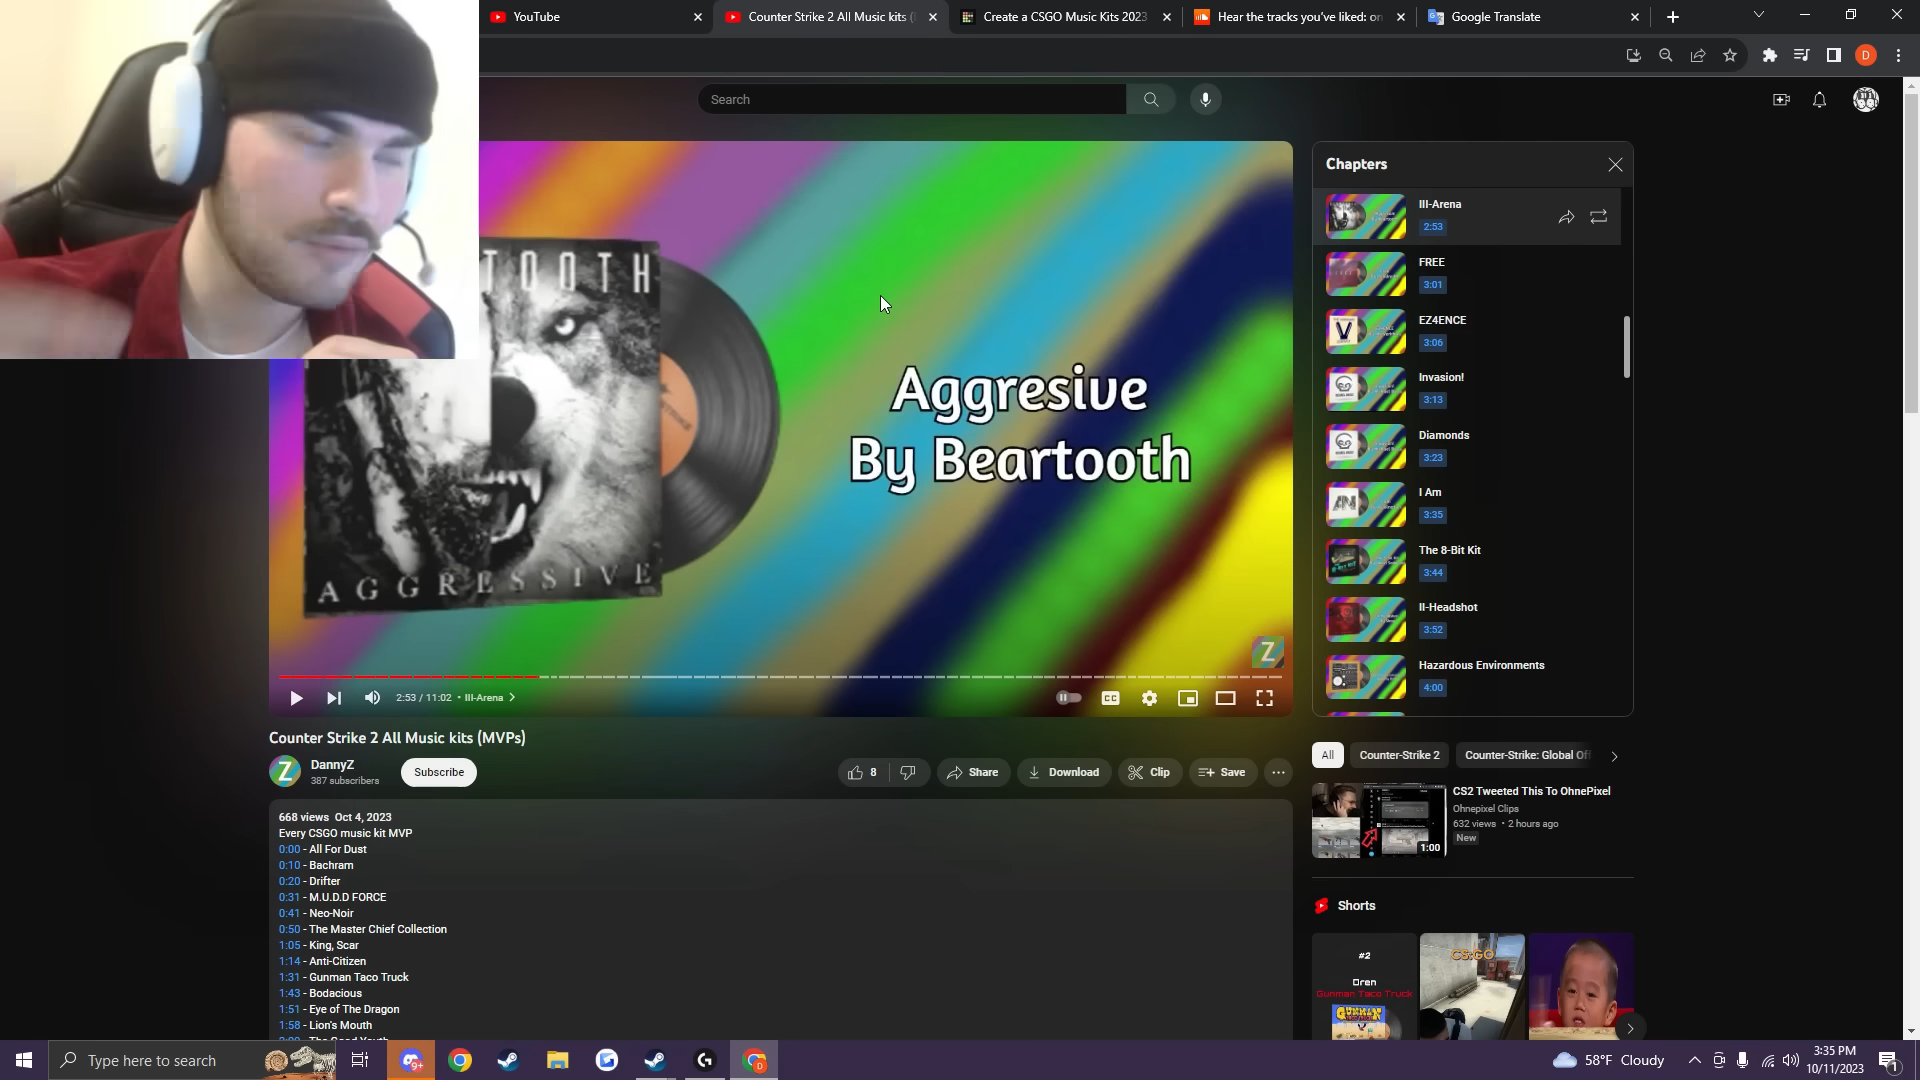 YouTube
Counter Strike 2 All Music kits (
Create a CSGO Music Kits 2023
Hear the tracks you've liked: on
Google Translate
D
Search
TOOTH
AGGRESSIVE
Aggresive
By Beartooth
Z
2:53 / 11:02 • III-Arena
CC
Chapters
III-Arena
2:53
FREE
3:01
EZ4ENCE
3:06
Invasion!
3:13
Diamonds
3:23
I Am
3:35
The 8-Bit Kit
3:44
II-Headshot
3:52
Hazardous Environments
4:00
Counter Strike 2 All Music kits (MVPs)
Z
DannyZ
387 subscribers
Subscribe
8
Share
Download
Clip
Save
668 views Oct 4, 2023
Every CSGO music kit MVP
0:00 - All For Dust
0:10 - Bachram
0:20 - Drifter
0:31 - M.U.D.D FORCE
0:41 - Neo-Noir
0:50 - The Master Chief Collection
1:05 - King, Scar
1:14 - Anti-Citizen
1:31 - Gunman Taco Truck
1:43 - Bodacious
1:51 - Eye of The Dragon
1:58 - Lion's Mouth
All
Counter-Strike 2
Counter-Strike: Global Off
CS2 Tweeted This To OhnePixel
Ohnepixel Clips
632 views • 2 hours ago
New
1:00
Shorts
#2
Dren
Gunman Taco Truck
GUNMAN
CS:GO
Type here to search
9+
D
58°F Cloudy
3:35 PM
10/11/2023
1